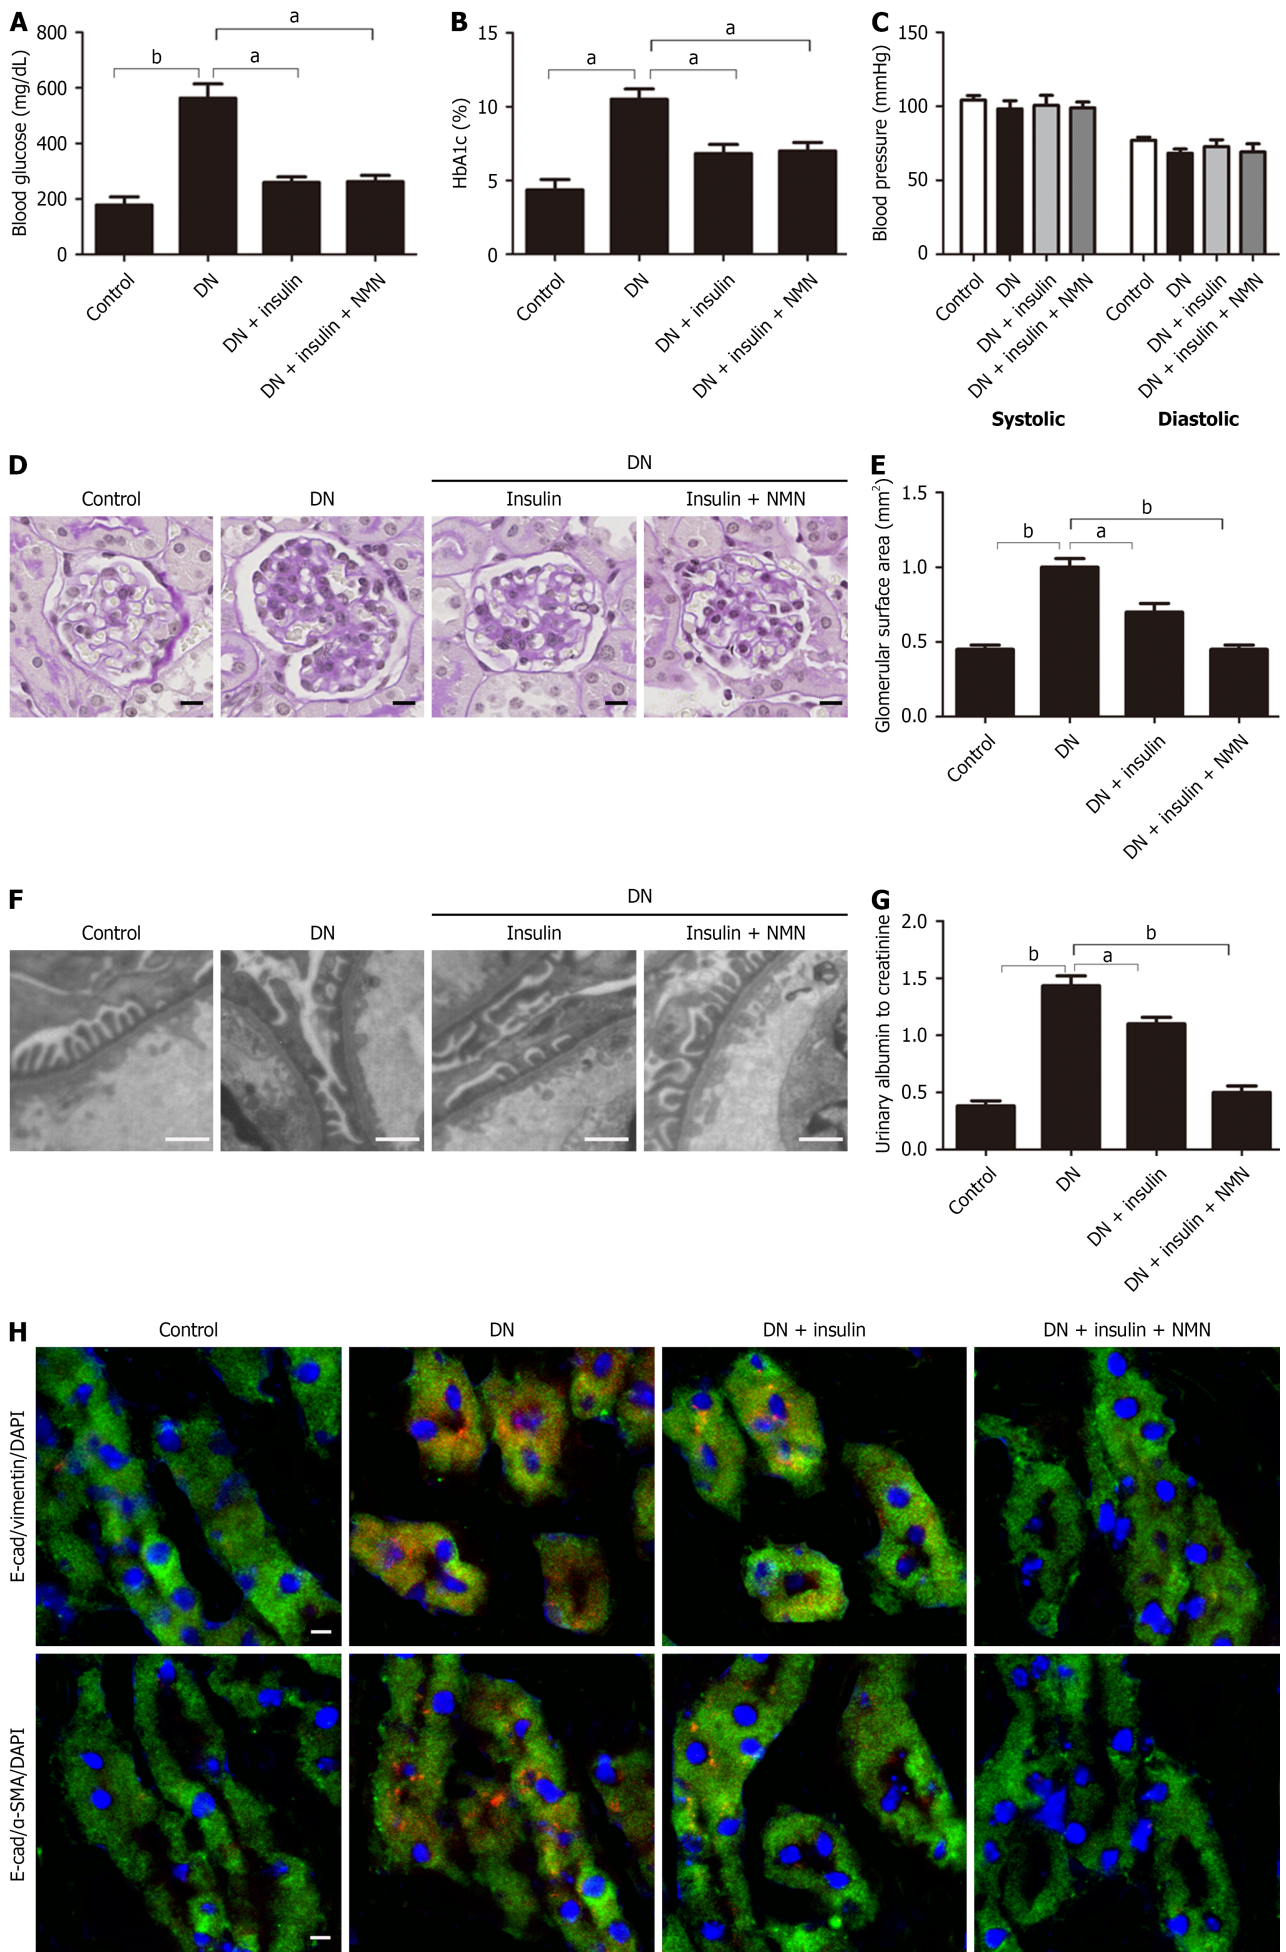 A
Blood glucose (mg/dL)
800
600
400
200
0
b
a
a
Control
DN
DN + insulin
DN + insulin + NMN
B
HbA1c (%)
15
10
5
0
a
a
a
Control
DN
DN + insulin
DN + insulin + NMN
C
Blood pressure (mmHg)
150
100
50
0
Control
DN
DN + insulin
DN + insulin + NMN
Control
DN
DN + insulin
DN + insulin + NMN
Systolic
Diastolic
D
DN
Control
DN
Insulin
Insulin + NMN
E
Glomerular surface area (mm²)
1.5
1.0
0.5
0.0
b
a
b
Control
DN
DN + insulin
DN + insulin + NMN
F
DN
Control
DN
Insulin
Insulin + NMN
G
Urinary albumin to creatinine
2.0
1.5
1.0
0.5
0.0
b
a
b
Control
DN
DN + insulin
DN + insulin + NMN
H
Control
DN
DN + insulin
DN + insulin + NMN
E-cad/vimentin/DAPI
E-cad/α-SMA/DAPI